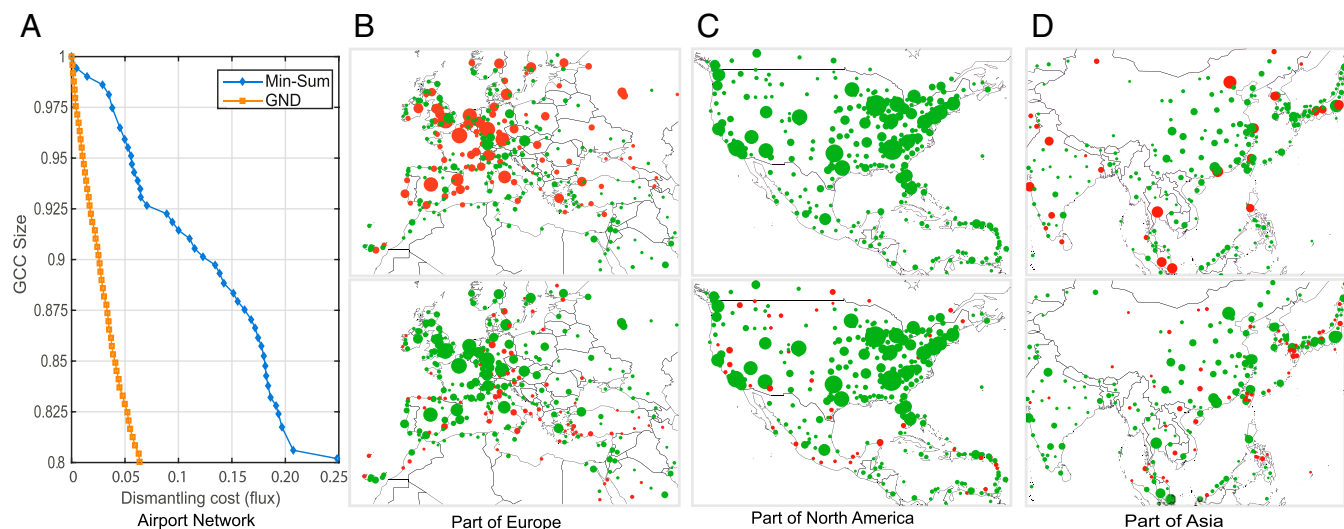 A
B
C
D
1
0.975
0.95
0.925
0.9
0.875
0.85
0.825
0.8
GCC Size
Min-Sum
GND
0
0.05
0.1
0.15
0.20
0.25
Dismantling cost (flux)
Airport Network
Part of Europe
Part of North America
Part of Asia